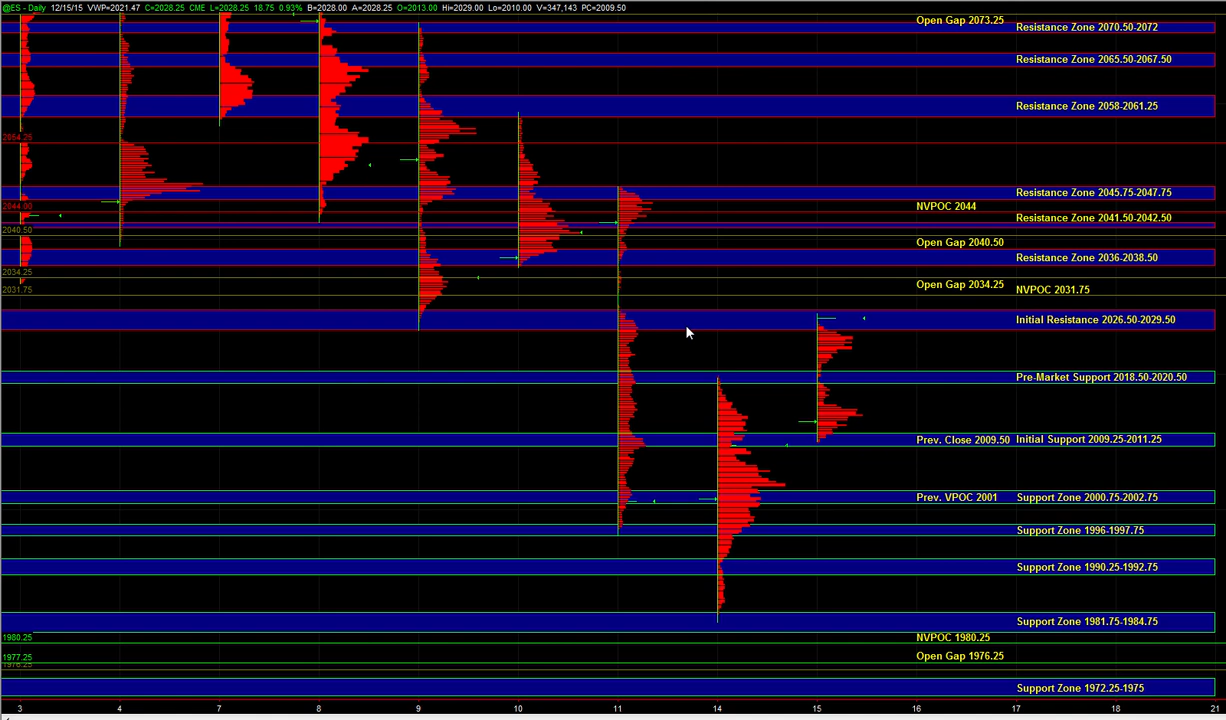 @ES - Daily 12/15/15 VWP=2021.47 C=2028.25 CME L=2028.25 18.75 0.93% B=2028.00 A=2028.25 O=2013.00 Hi=2029.00 Lo=2010.00 V=347,143 PC=2009.50
Open Gap 2073.25
Resistance Zone 2070.50-2072
Resistance Zone 2065.50-2067.50
Resistance Zone 2058-2061.25
2054.25
Resistance Zone 2045.75-2047.75
2044.00
NVPOC 2044
Resistance Zone 2041.50-2042.50
2040.50
Open Gap 2040.50
Resistance Zone 2036-2038.50
2034.25
Open Gap 2034.25
2031.75
NVPOC 2031.75
Initial Resistance 2026.50-2029.50
Pre-Market Support 2018.50-2020.50
Prev. Close 2009.50 Initial Support 2009.25-2011.25
Prev. VPOC 2001 Support Zone 2000.75-2002.75
Support Zone 1996-1997.75
Support Zone 1990.25-1992.75
Support Zone 1981.75-1984.75
1980.25
NVPOC 1980.25
1977.25
Open Gap 1976.25
1976.25
Support Zone 1972.25-1975
3 4 7 8 9 10 11 14 15 16 17 18 21